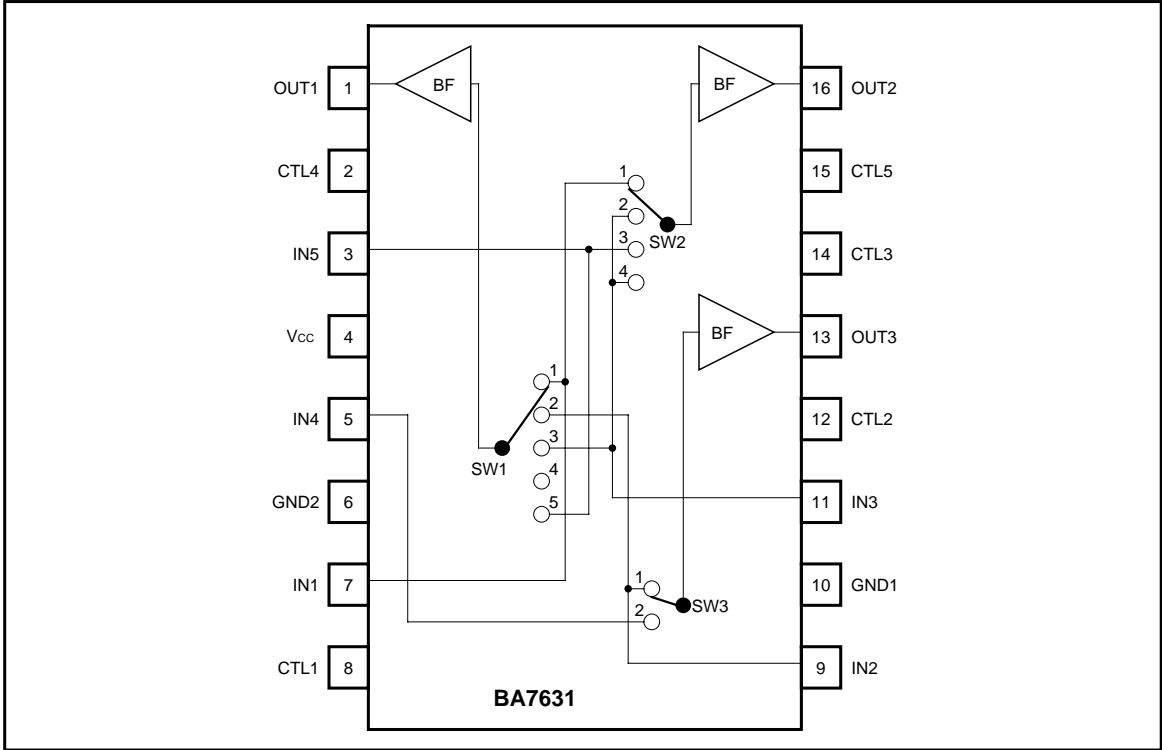 OUT1 1 BF BF 16 OUT2
CTL4 2 15 CTL5
1
2
SW2
3
4
IN5 3 14 CTL3
Vcc 4 BF 13 OUT3
1
2
3
4
5
SW1
IN4 5 12 CTL2
GND2 6 11 IN3
IN1 7 10 GND1
1
2
SW3
CTL1 8 9 IN2
BA7631